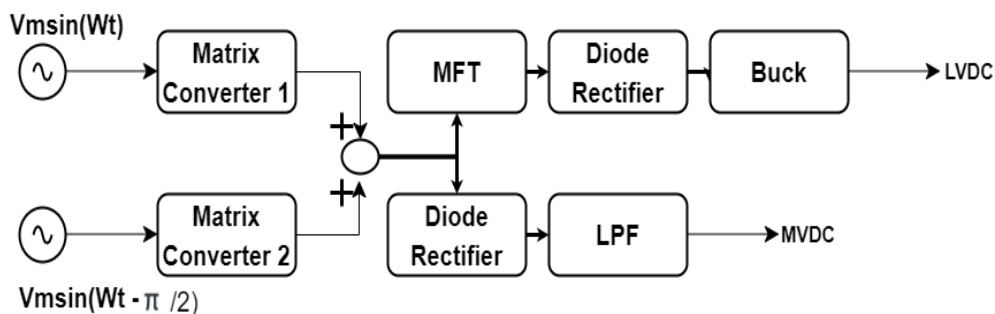 Vmsin(Wt)
Matrix
Converter 1
MFT
Diode
Rectifier
Buck
LVDC
+
+
Matrix
Converter 2
Diode
Rectifier
LPF
MVDC
Vmsin(Wt - π /2)